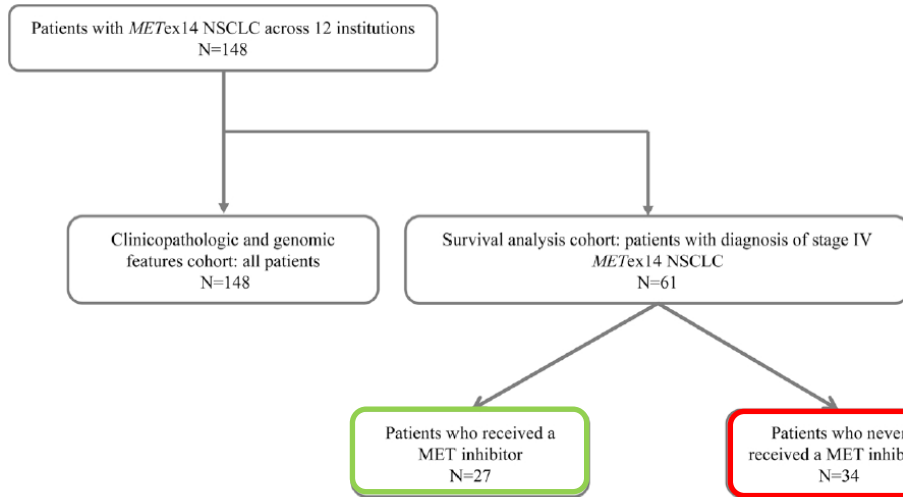 Patients with METex14 NSCLC across 12 institutions
N=148
Clinicopathologic and genomic
features cohort: all patients
N=148
Survival analysis cohort: patients with diagnosis of stage IV
METex14 NSCLC
N=61
Patients who received a
MET inhibitor
N=27
Patients who never
received a MET
N=34